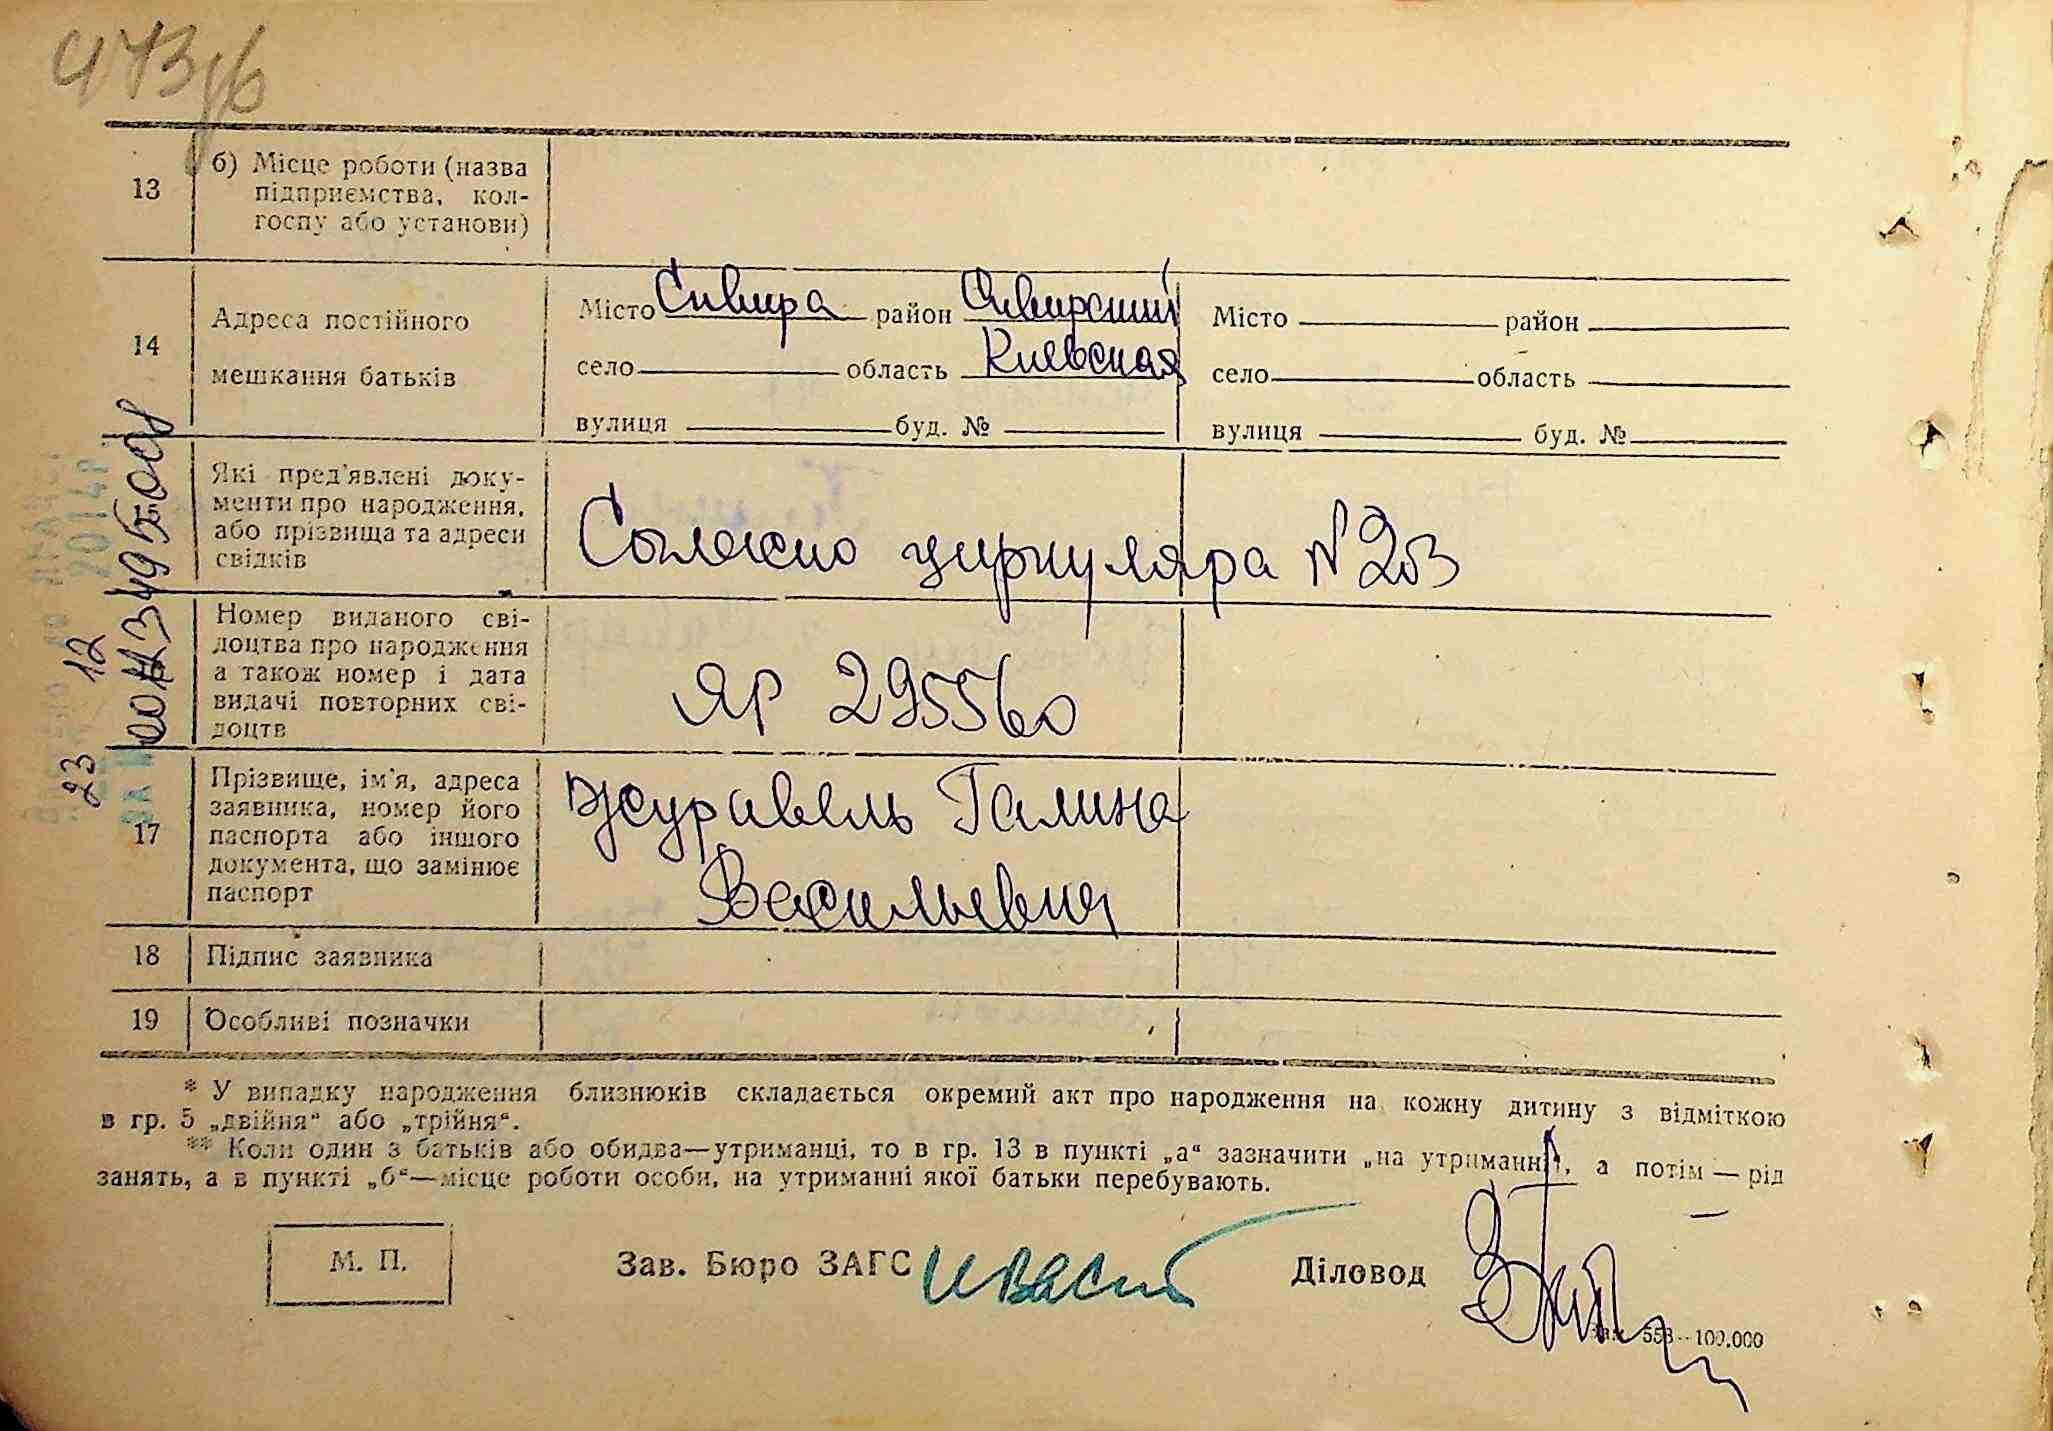 13
б) Місце роботи (назва
підприємства, кол-
госпу або установи)
14
Адреса постійного
мешкання батьків
Місто Сквира район Сквирский
село область Киевская
вулиця буд. №
Місто район
село область
вулиця буд. №
Які пред'явлені доку-
менти про народження,
або прізвища та адреси
свідків
Согласно циркуляра N 203
Номер виданого сві-
доцтва про народження
а також номер і дата
видачі повторних сві-
доцтв
ЯР 295560
17
Прізвище, ім'я, адреса
заявника, номер його
паспорта або іншого
документа, що замінює
паспорт
Журавель Галина
Васильевна
18
Підпис заявника
19
Особливі позначки
* У випадку народження близнюків складається окремий акт про народження на кожну дитину з відміткою
в гр. 5 „двійня“ або „трійня“.
** Коли один з батьків або обидва—утриманці, то в гр. 13 в пункті „а“ зазначити „на утриманні“, а потім — рід
занять, а в пункті „б“—місце роботи особи, на утриманні якої батьки перебувають.
М. П.
Зав. Бюро ЗАГС
Діловод
558—100.000